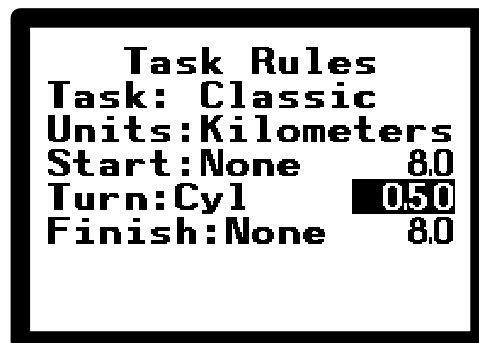 Task Rules
Task: Classic
Units:Kilometers
Start:None 8.0
Turn:Cyl 0.50
Finish:None 8.0